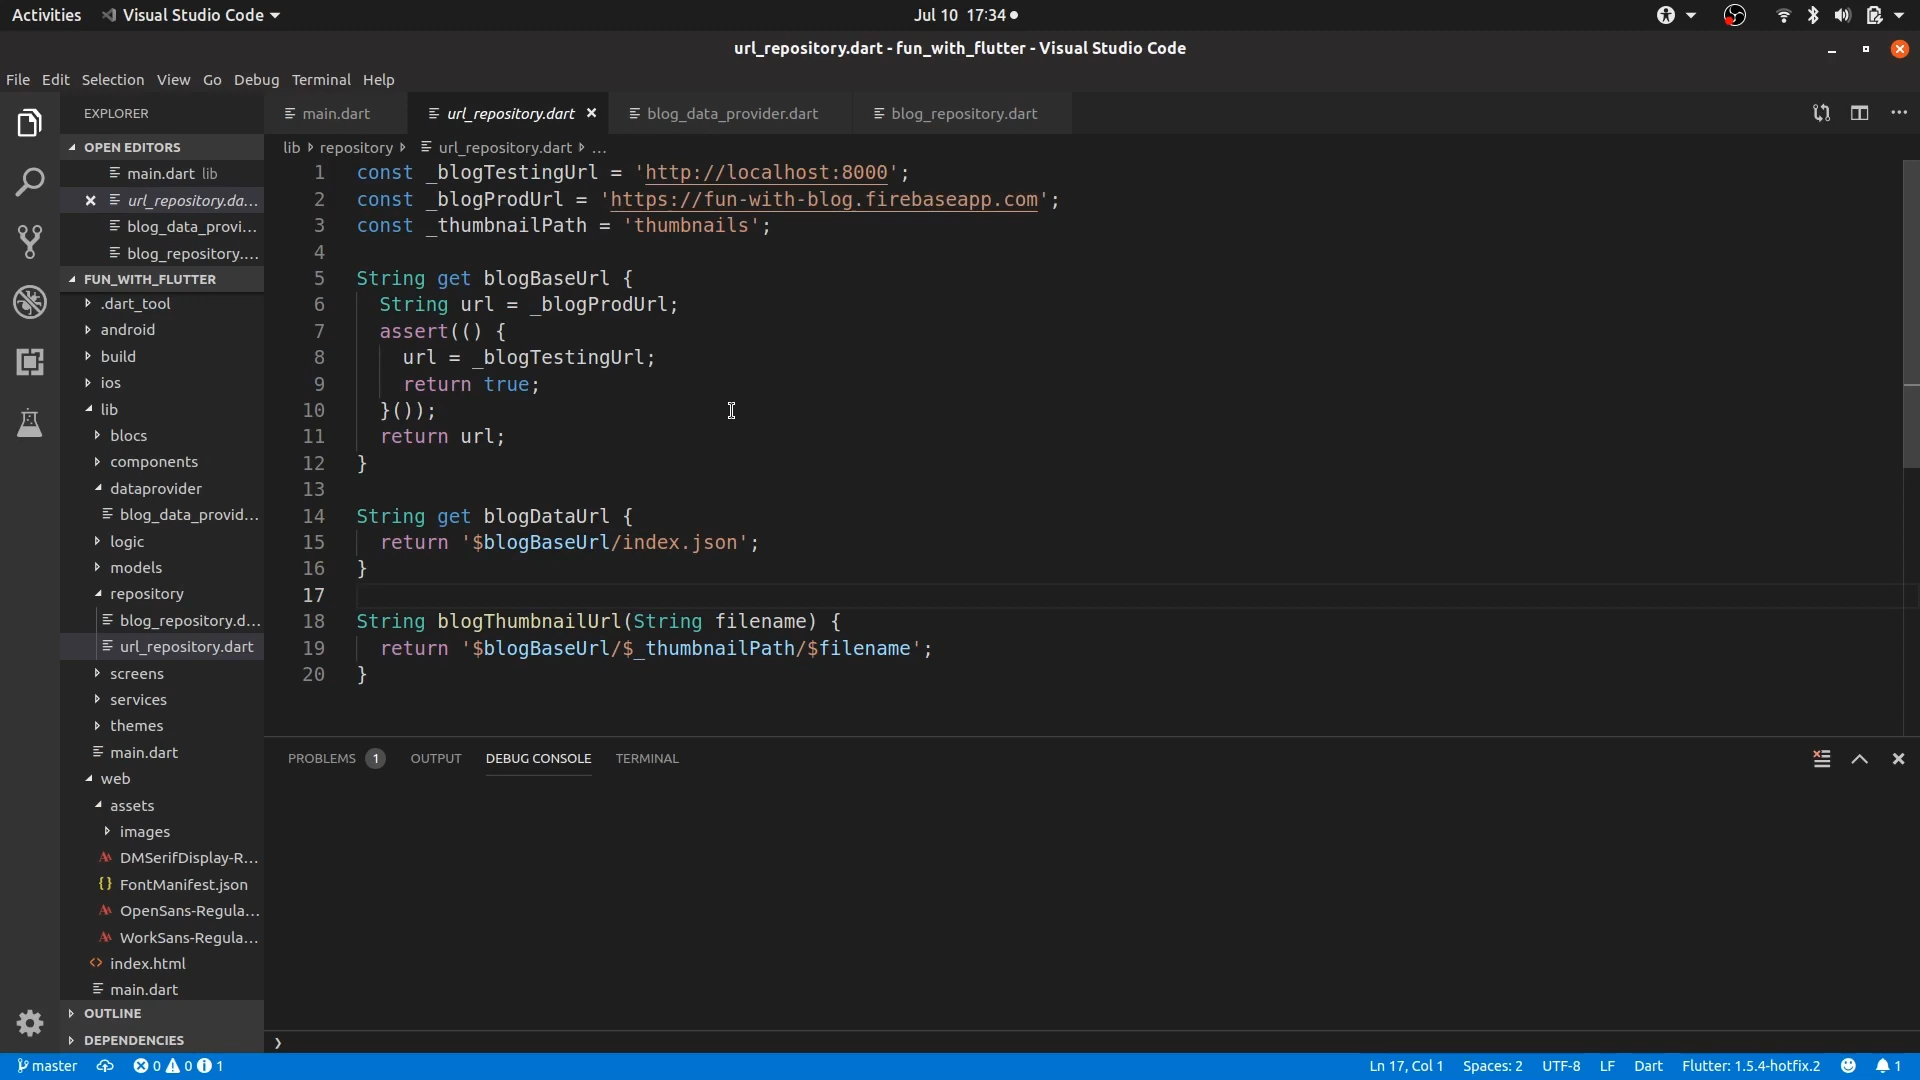 Activities
Visual Studio Code
Jul 10 17:34
url_repository.dart - fun_with_flutter - Visual Studio Code
File Edit Selection View Go Debug Terminal Help
EXPLORER
OPEN EDITORS
main.dart lib
url_repository.da...
blog_data_provi...
blog_repository....
FUN_WITH_FLUTTER
.dart_tool
android
build
ios
lib
blocs
components
dataprovider
blog_data_provid...
logic
models
repository
blog_repository.d...
url_repository.dart
screens
services
themes
main.dart
web
assets
images
DMSerifDisplay-R...
FontManifest.json
OpenSans-Regula...
WorkSans-Regula...
index.html
main.dart
OUTLINE
DEPENDENCIES
main.dart
url_repository.dart
blog_data_provider.dart
blog_repository.dart
lib repository url_repository.dart ...
1 const _blogTestingUrl = 'http://localhost:8000';
2 const _blogProdUrl = 'https://fun-with-blog.firebaseapp.com';
3 const _thumbnailPath = 'thumbnails';
4
5 String get blogBaseUrl {
6 String url = _blogProdUrl;
7 assert(() {
8 url = _blogTestingUrl;
9 return true;
10 }());
11 return url;
12 }
13
14 String get blogDataUrl {
15 return '$blogBaseUrl/index.json';
16 }
17
18 String blogThumbnailUrl(String filename) {
19 return '$blogBaseUrl/$_thumbnailPath/$filename';
20 }
PROBLEMS 1 OUTPUT DEBUG CONSOLE TERMINAL
master 0 0 1
Ln 17, Col 1 Spaces: 2 UTF-8 LF Dart Flutter: 1.5.4-hotfix.2 1